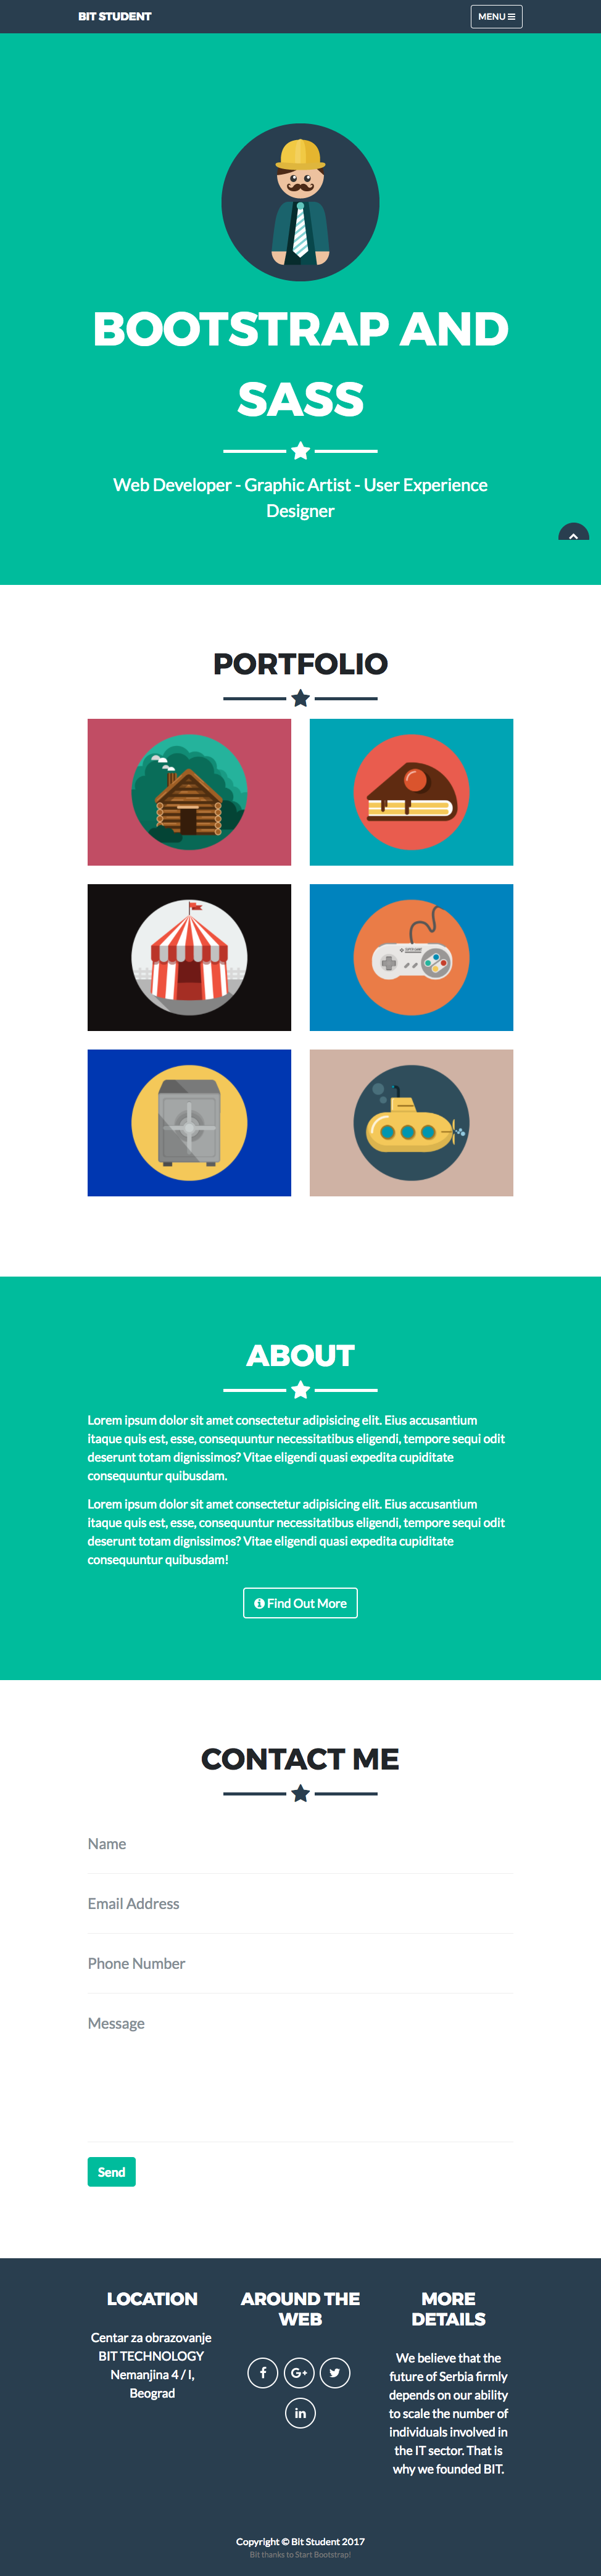 BIT STUDENT
MENU
BOOTSTRAP AND
SASS
Web Developer - Graphic Artist - User Experience
Designer
PORTFOLIO
ABOUT
Lorem ipsum dolor sit amet consectetur adipisicing elit. Eius accusantium
itaque quis est, esse, consequuntur necessitatibus eligendi, tempore sequi odit
deserunt totam dignissimos? Vitae eligendi quasi expedita cupiditate
consequuntur quibusdam.
Lorem ipsum dolor sit amet consectetur adipisicing elit. Eius accusantium
itaque quis est, esse, consequuntur necessitatibus eligendi, tempore sequi odit
deserunt totam dignissimos? Vitae eligendi quasi expedita cupiditate
consequuntur quibusdam!
Find Out More
CONTACT ME
Name
Email Address
Phone Number
Message
Send
LOCATION
Centar za obrazovanje
BIT TECHNOLOGY
Nemanjina 4 / I,
Beograd
AROUND THE
WEB
f
G+
in
MORE
DETAILS
We believe that the
future of Serbia firmly
depends on our ability
to scale the number of
individuals involved in
the IT sector. That is
why we founded BIT.
Copyright © Bit Student 2017
Bit thanks to Start Bootstrap!